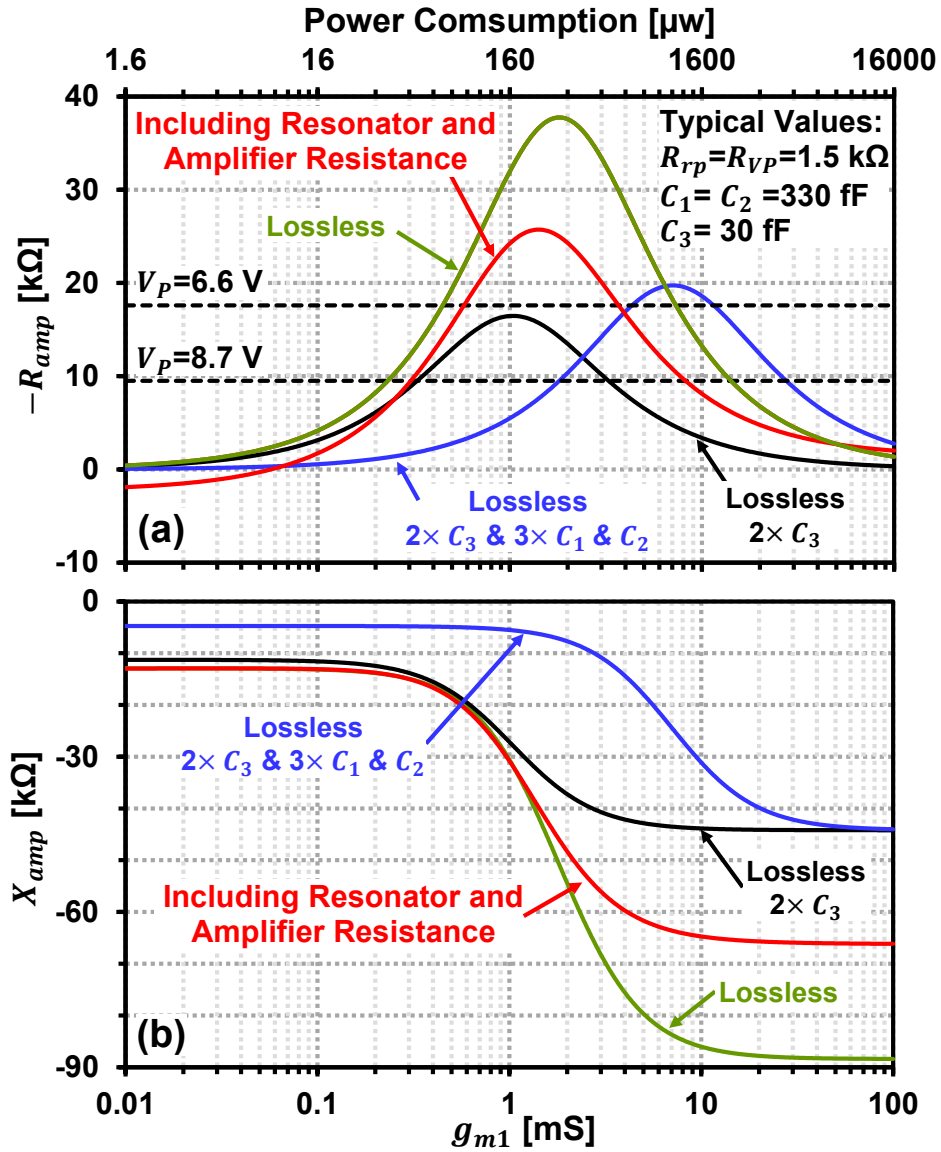 Power Comsumption [µw]
1.6 16 160 1600 16000
40
30
20
10
0
-10
−R_amp [kΩ]
Including Resonator and
Amplifier Resistance
Lossless
Typical Values:
R_rp=R_VP=1.5 kΩ
C_1= C_2 =330 fF
C_3= 30 fF
V_P=6.6 V
V_P=8.7 V
Lossless
2× C_3 & 3× C_1 & C_2
Lossless
2× C_3
(a)
0
-30
-60
-90
X_amp [kΩ]
Lossless
2× C_3 & 3× C_1 & C_2
Lossless
2× C_3
Including Resonator and
Amplifier Resistance
Lossless
(b)
0.01 0.1 1 10 100
g_m1 [mS]